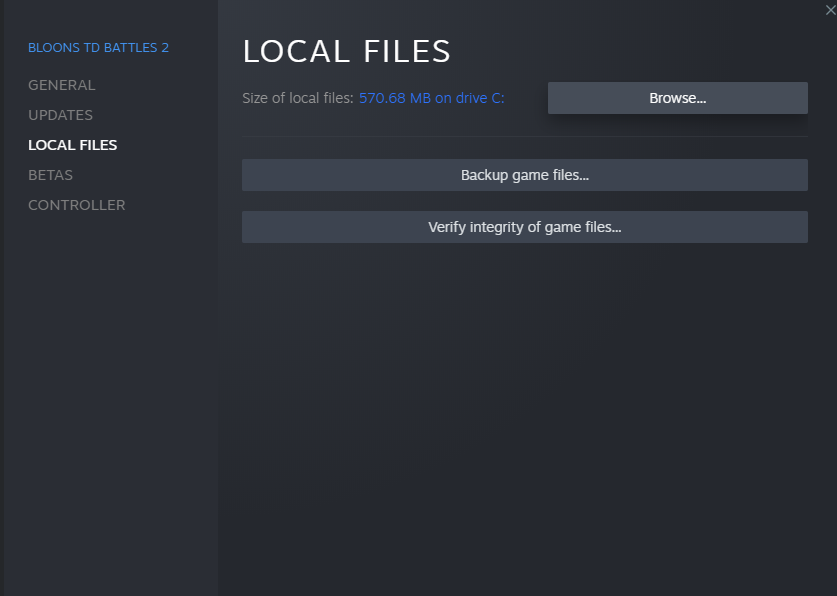 BLOONS TD BATTLES 2
GENERAL
UPDATES
LOCAL FILES
BETAS
CONTROLLER
LOCAL FILES
Size of local files: 570.68 MB on drive C:
Browse...
Backup game files...
Verify integrity of game files...